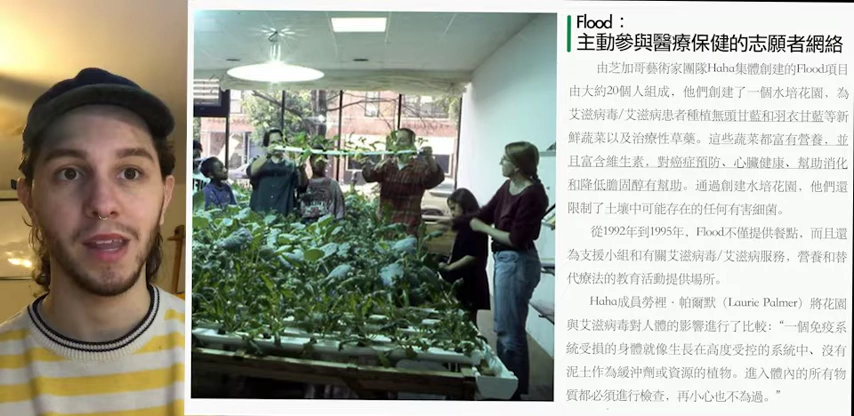 Flood：
主動參與醫療保健的志願者網絡
由芝加哥藝術家團隊Haha集體創建的Flood項目
由大約20個人組成，他們創建了一個水培花園，為
艾滋病毒/艾滋病患者種植無頭甘藍和羽衣甘藍等新
鮮蔬菜以及治療性草藥。這些蔬菜都富有營養，並
且富含維生素，對癌症預防、心臟健康、幫助消化
和降低膽固醇有幫助。通過創建水培花園，他們還
限制了土壤中可能存在的任何有害細菌。
從1992年到1995年，Flood不僅提供餐點，而且還
為支援小組和有關艾滋病毒/艾滋病服務，營養和替
代療法的教育活動提供場所。
Haha成員勞裡·帕爾默（Laurie Palmer）將花園
與艾滋病毒對人體的影響進行了比較：“一個免疫系
統受損的身體就像生長在高度受控的系統中、沒有
泥土作為緩沖劑或資源的植物。進入體內的所有物
質都必須進行檢查，再小心也不為過。”